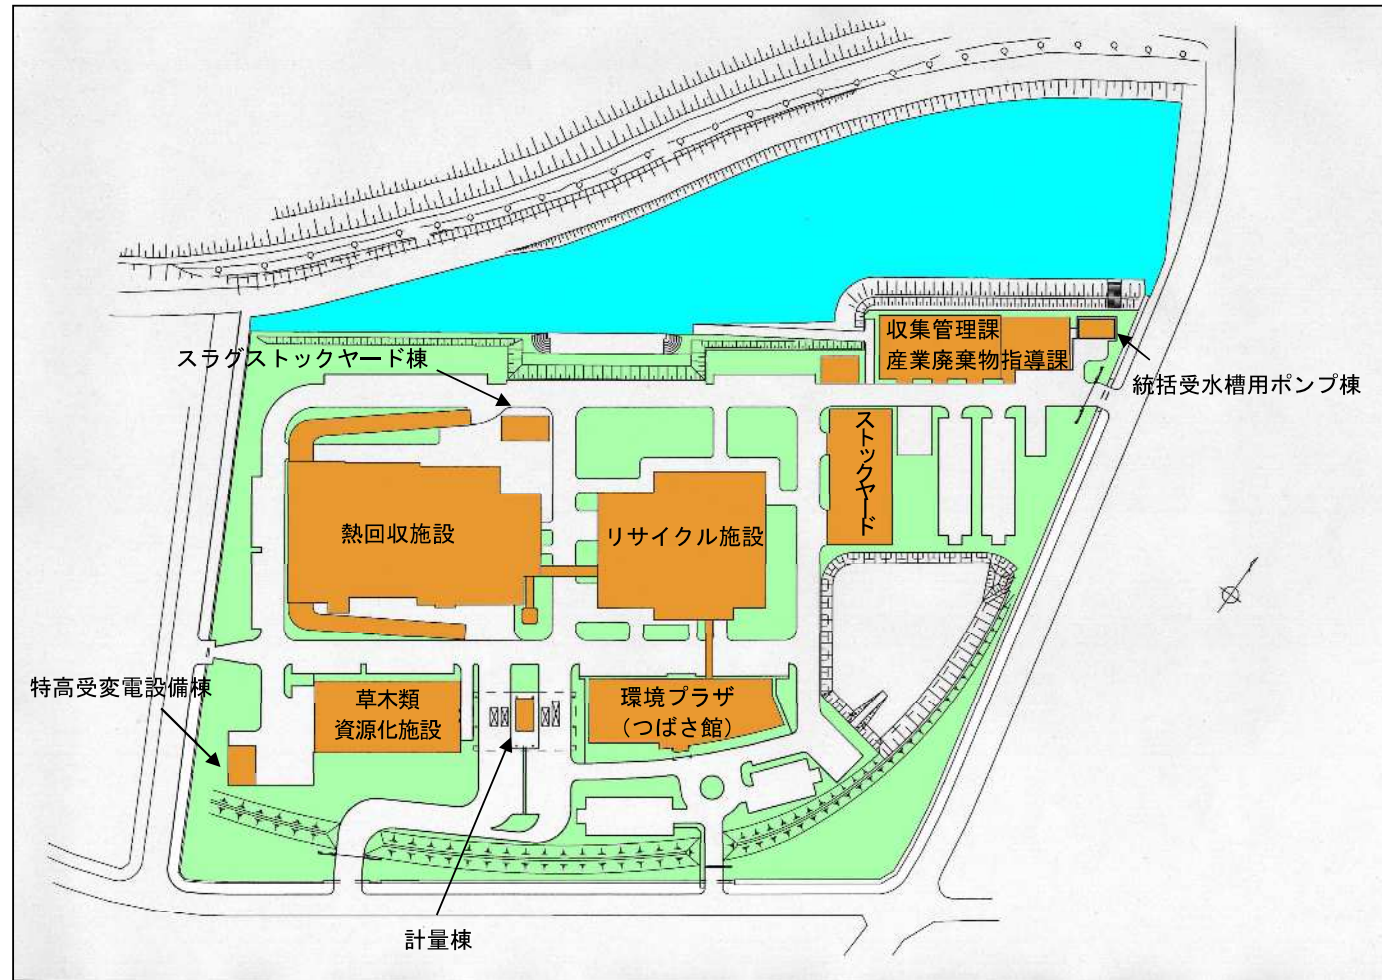 スラグストックヤード棟
収集管理課
産業廃棄物指導課
統括受水槽用ポンプ棟
ストックヤード
熱回収施設
リサイクル施設
特高受変電設備棟
草木類
資源化施設
環境プラザ
（つばさ館）
計量棟